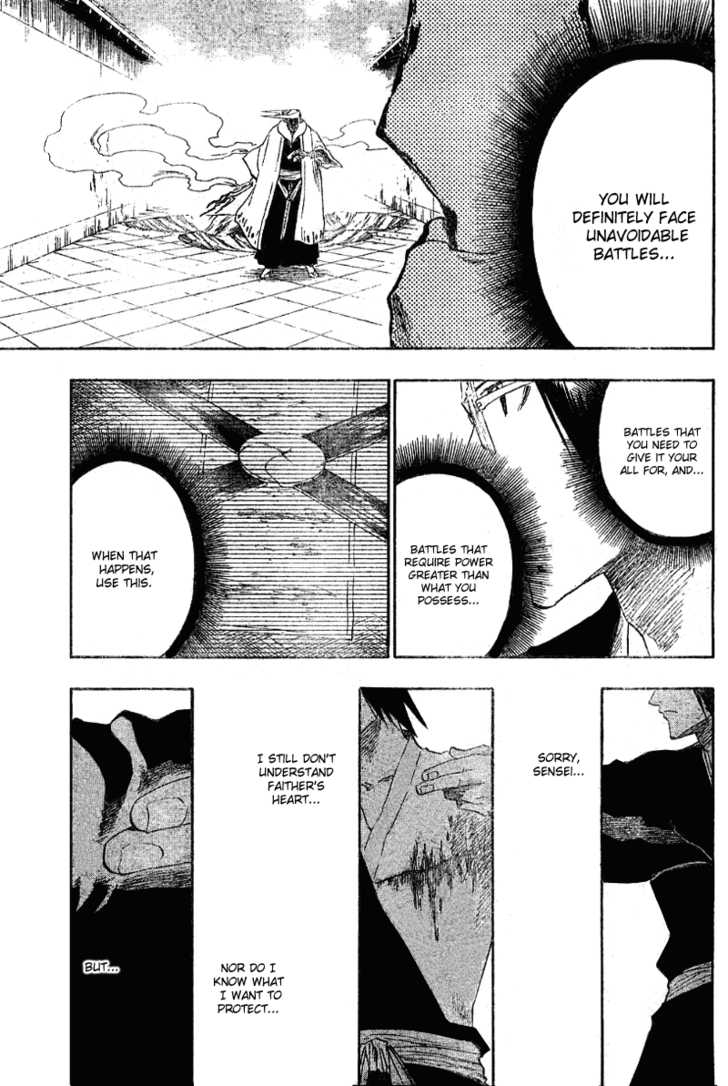 YOU WILL
DEFINITELY FACE
UNAVOIDABLE
BATTLES...
BATTLES THAT
YOU NEED TO
GIVE IT YOUR
ALL FOR, AND...
BATTLES THAT
REQUIRE POWER
GREATER THAN
WHAT YOU
POSSESS...
WHEN THAT
HAPPENS,
USE THIS.
SORRY,
SENSEI...
I STILL DON'T
UNDERSTAND
FAITHER'S
HEART...
NOR DO I
KNOW WHAT
I WANT TO
PROTECT...
BUT...